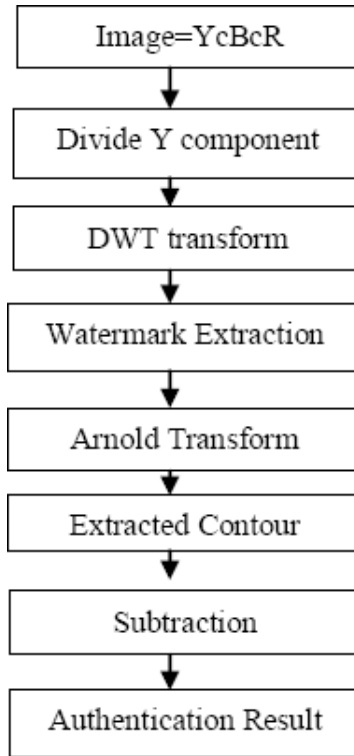 Image=YcBcR
Divide Y component
DWT transform
Watermark Extraction
Arnold Transform
Extracted Contour
Subtraction
Authentication Result